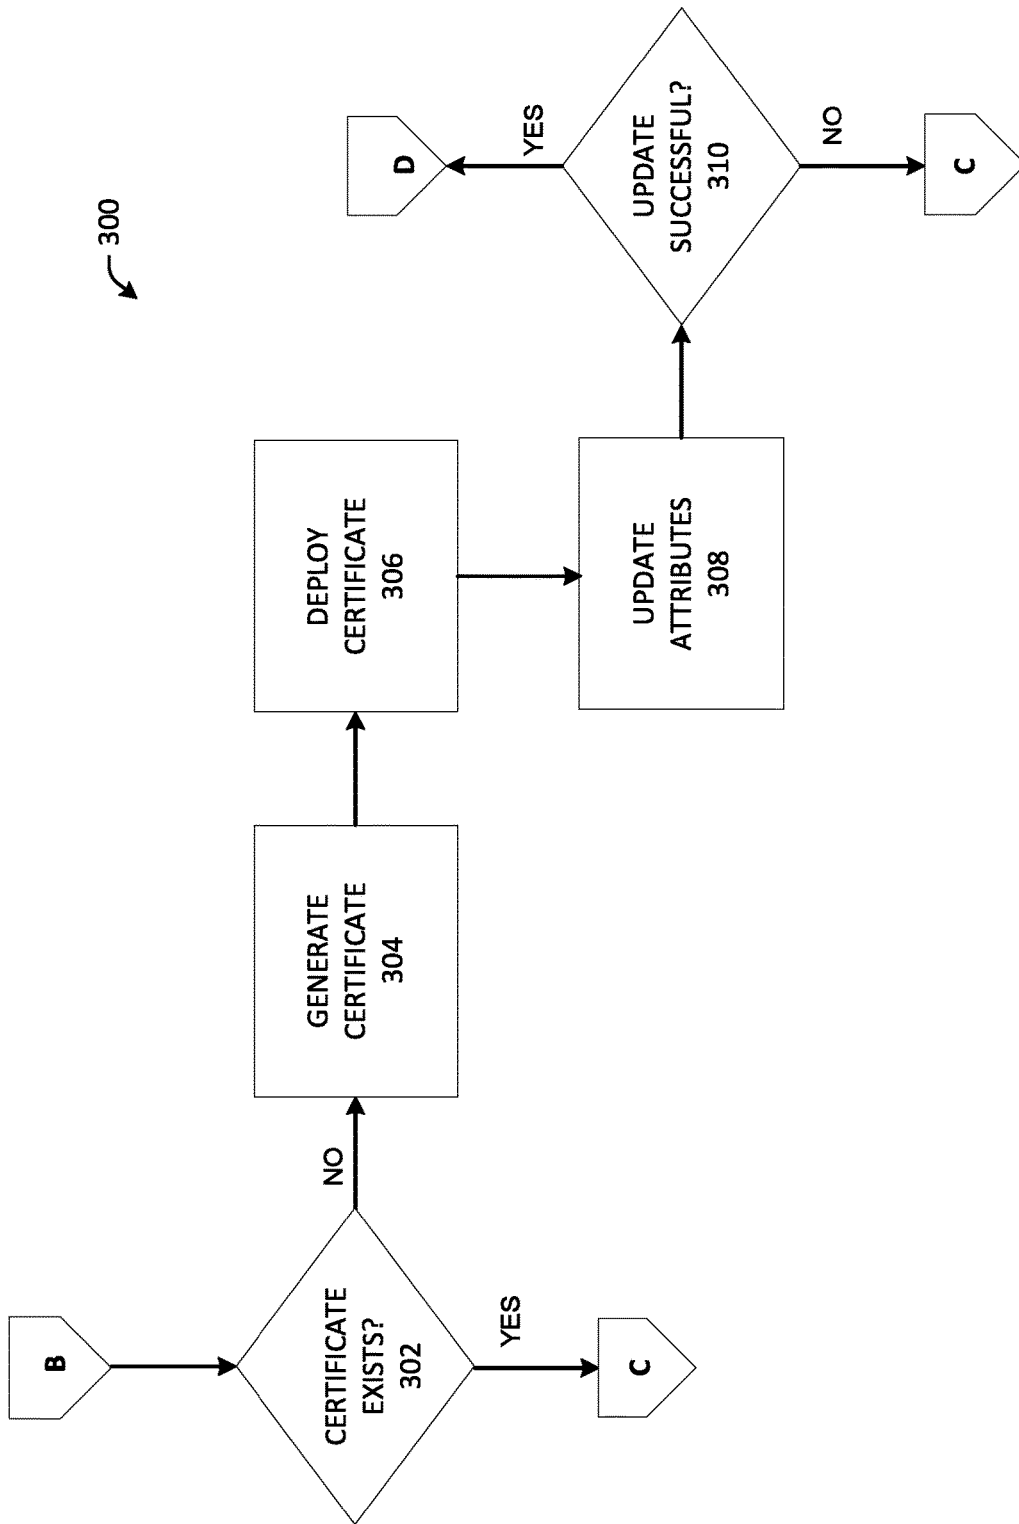 300
B
CERTIFICATE
EXISTS?
302
YES
C
NO
GENERATE
CERTIFICATE
304
DEPLOY
CERTIFICATE
306
UPDATE
ATTRIBUTES
308
UPDATE
SUCCESSFUL?
310
YES
D
NO
C